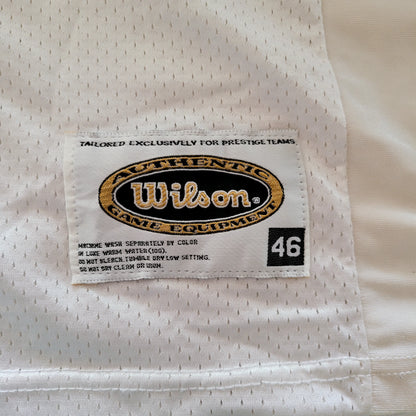 TAILORED EXCLUSIVELY FOR PRESTIGE TEAMS.
AUTHENTIC
Wilson®
GAME EQUIPMENT
46
MACHINE WASH SEPARATELY BY COLOR
IN LUKE WARM WATER(100).
DO NOT BLEACH.TUMBLE DRY LOW SETTING.
DO NOT DRY CLEAN OR IRON.